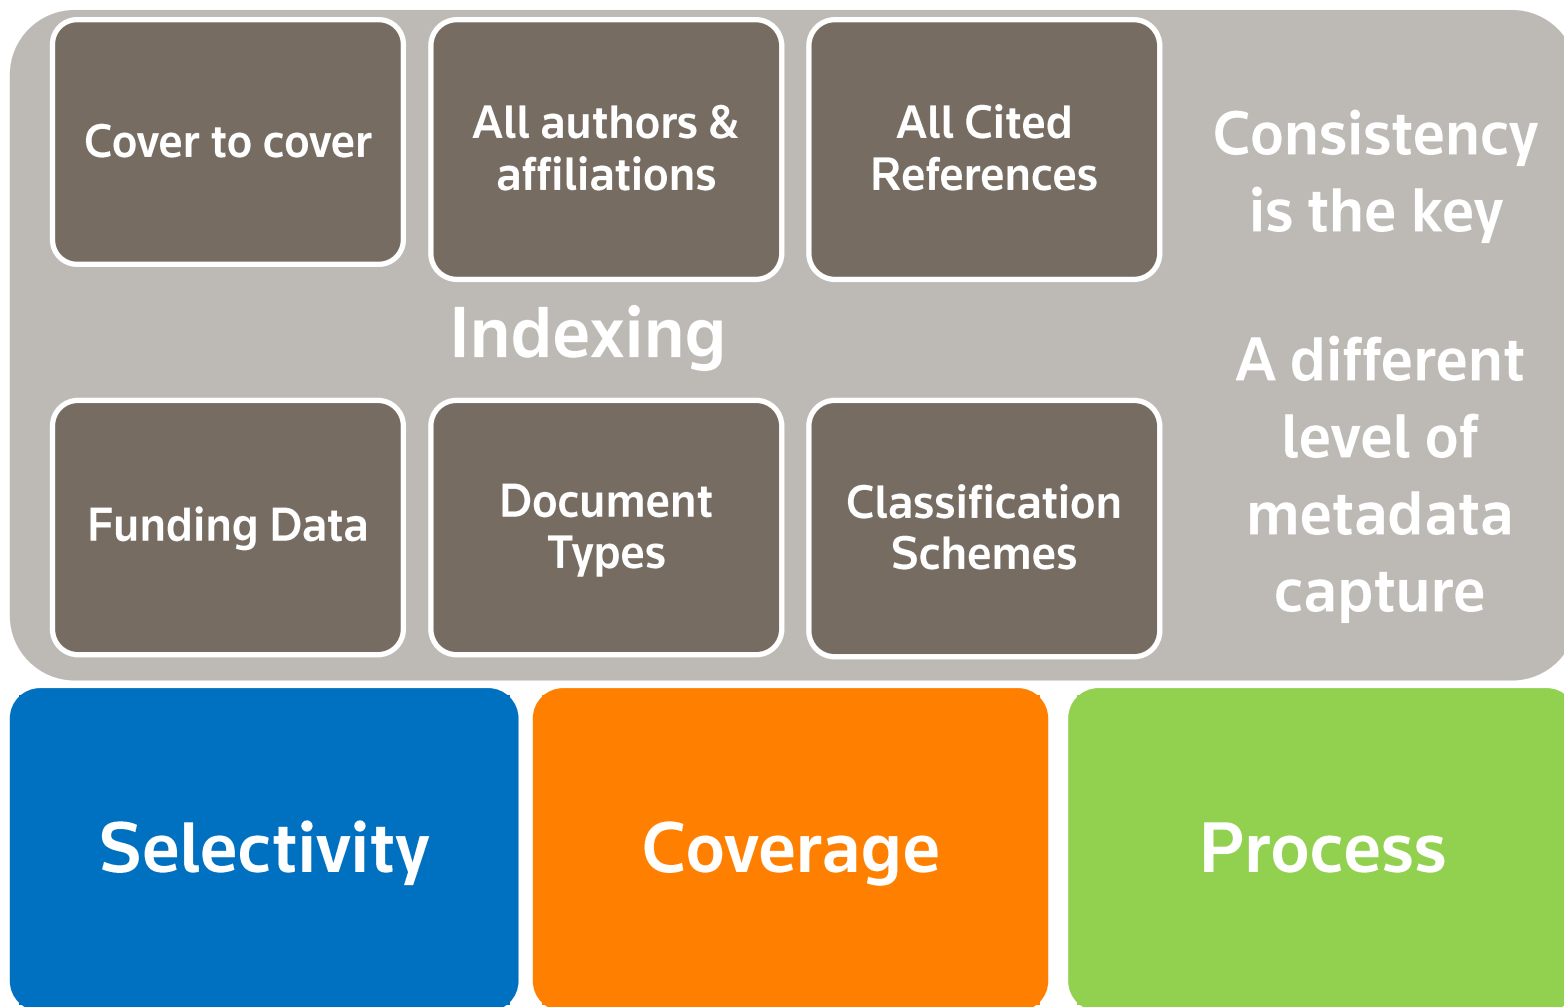 Cover to cover
All authors &
affiliations
All Cited
References
Consistency
is the key
Indexing
A different
level of
metadata
capture
Funding Data
Document
Types
Classification
Schemes
Selectivity
Coverage
Process